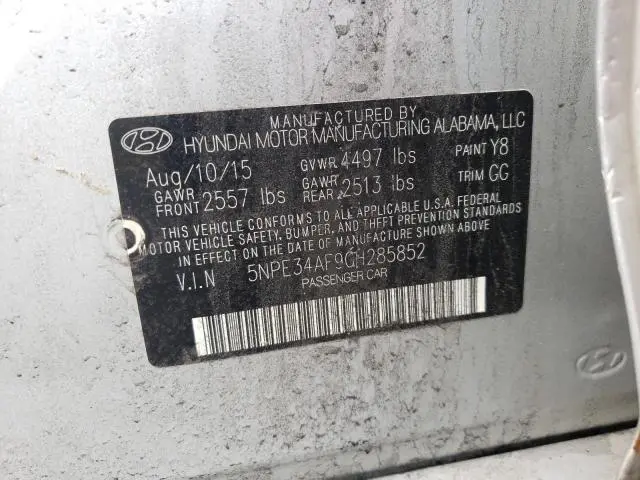 MANUFACTURED BY
HYUNDAI MOTOR MANUFACTURING ALABAMA, LLC
Aug/10/15 GVWR 4497 lbs PAINT Y8
GAWR FRONT 2557 lbs GAWR REAR 2513 lbs TRIM GG
THIS VEHICLE CONFORMS TO ALL APPLICABLE U.S.A. FEDERAL
MOTOR VEHICLE SAFETY, BUMPER, AND THEFT PREVENTION STANDARDS
IN EFFECT ON THE DATE OF MANUFACTURE SHOWN ABOVE
V.I.N 5NPE34AF9GH285852
PASSENGER CAR